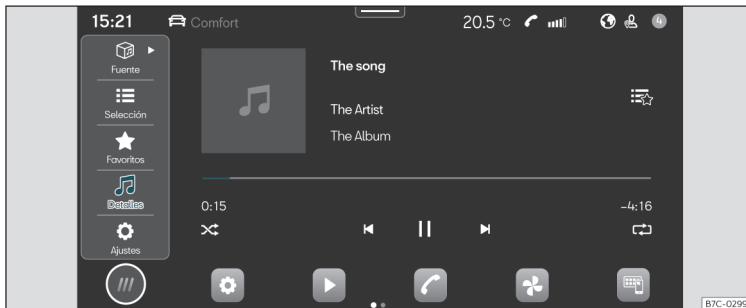 15:21
Comfort
20.5 °C
4
Fuente
Selección
Favoritos
Detalles
Ajustes
The song
The Artist
The Album
0:15
-4:16
B7C-0299